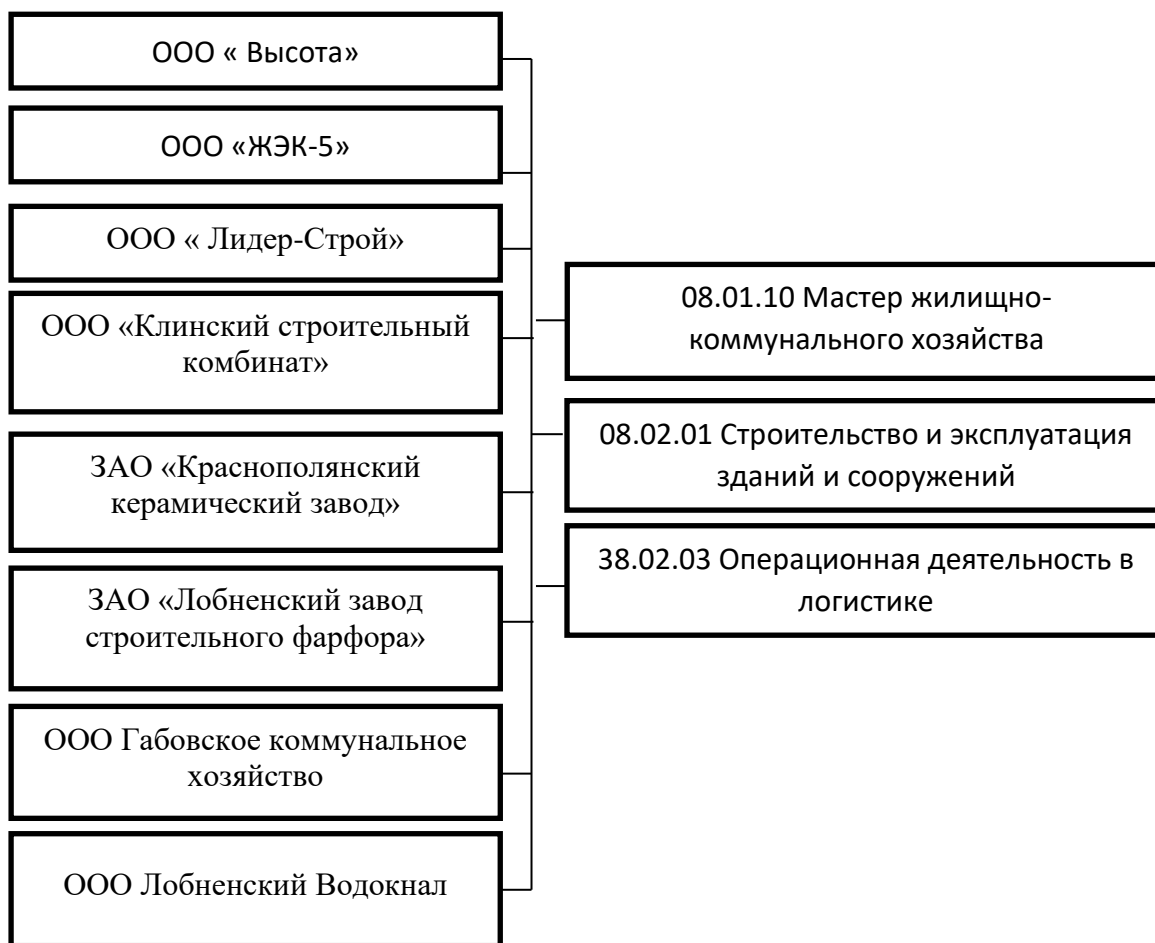 ООО « Высота»
ООО «ЖЭК-5»
ООО « Лидер-Строй»
ООО «Клинский строительный
комбинат»
ЗАО «Краснополянский
керамический завод»
ЗАО «Лобненский завод
строительного фарфора»
ООО Габовское коммунальное
хозяйство
ООО Лобненский Водокнал
08.01.10 Мастер жилищно-
коммунального хозяйства
08.02.01 Строительство и эксплуатация
зданий и сооружений
38.02.03 Операционная деятельность в
логистике